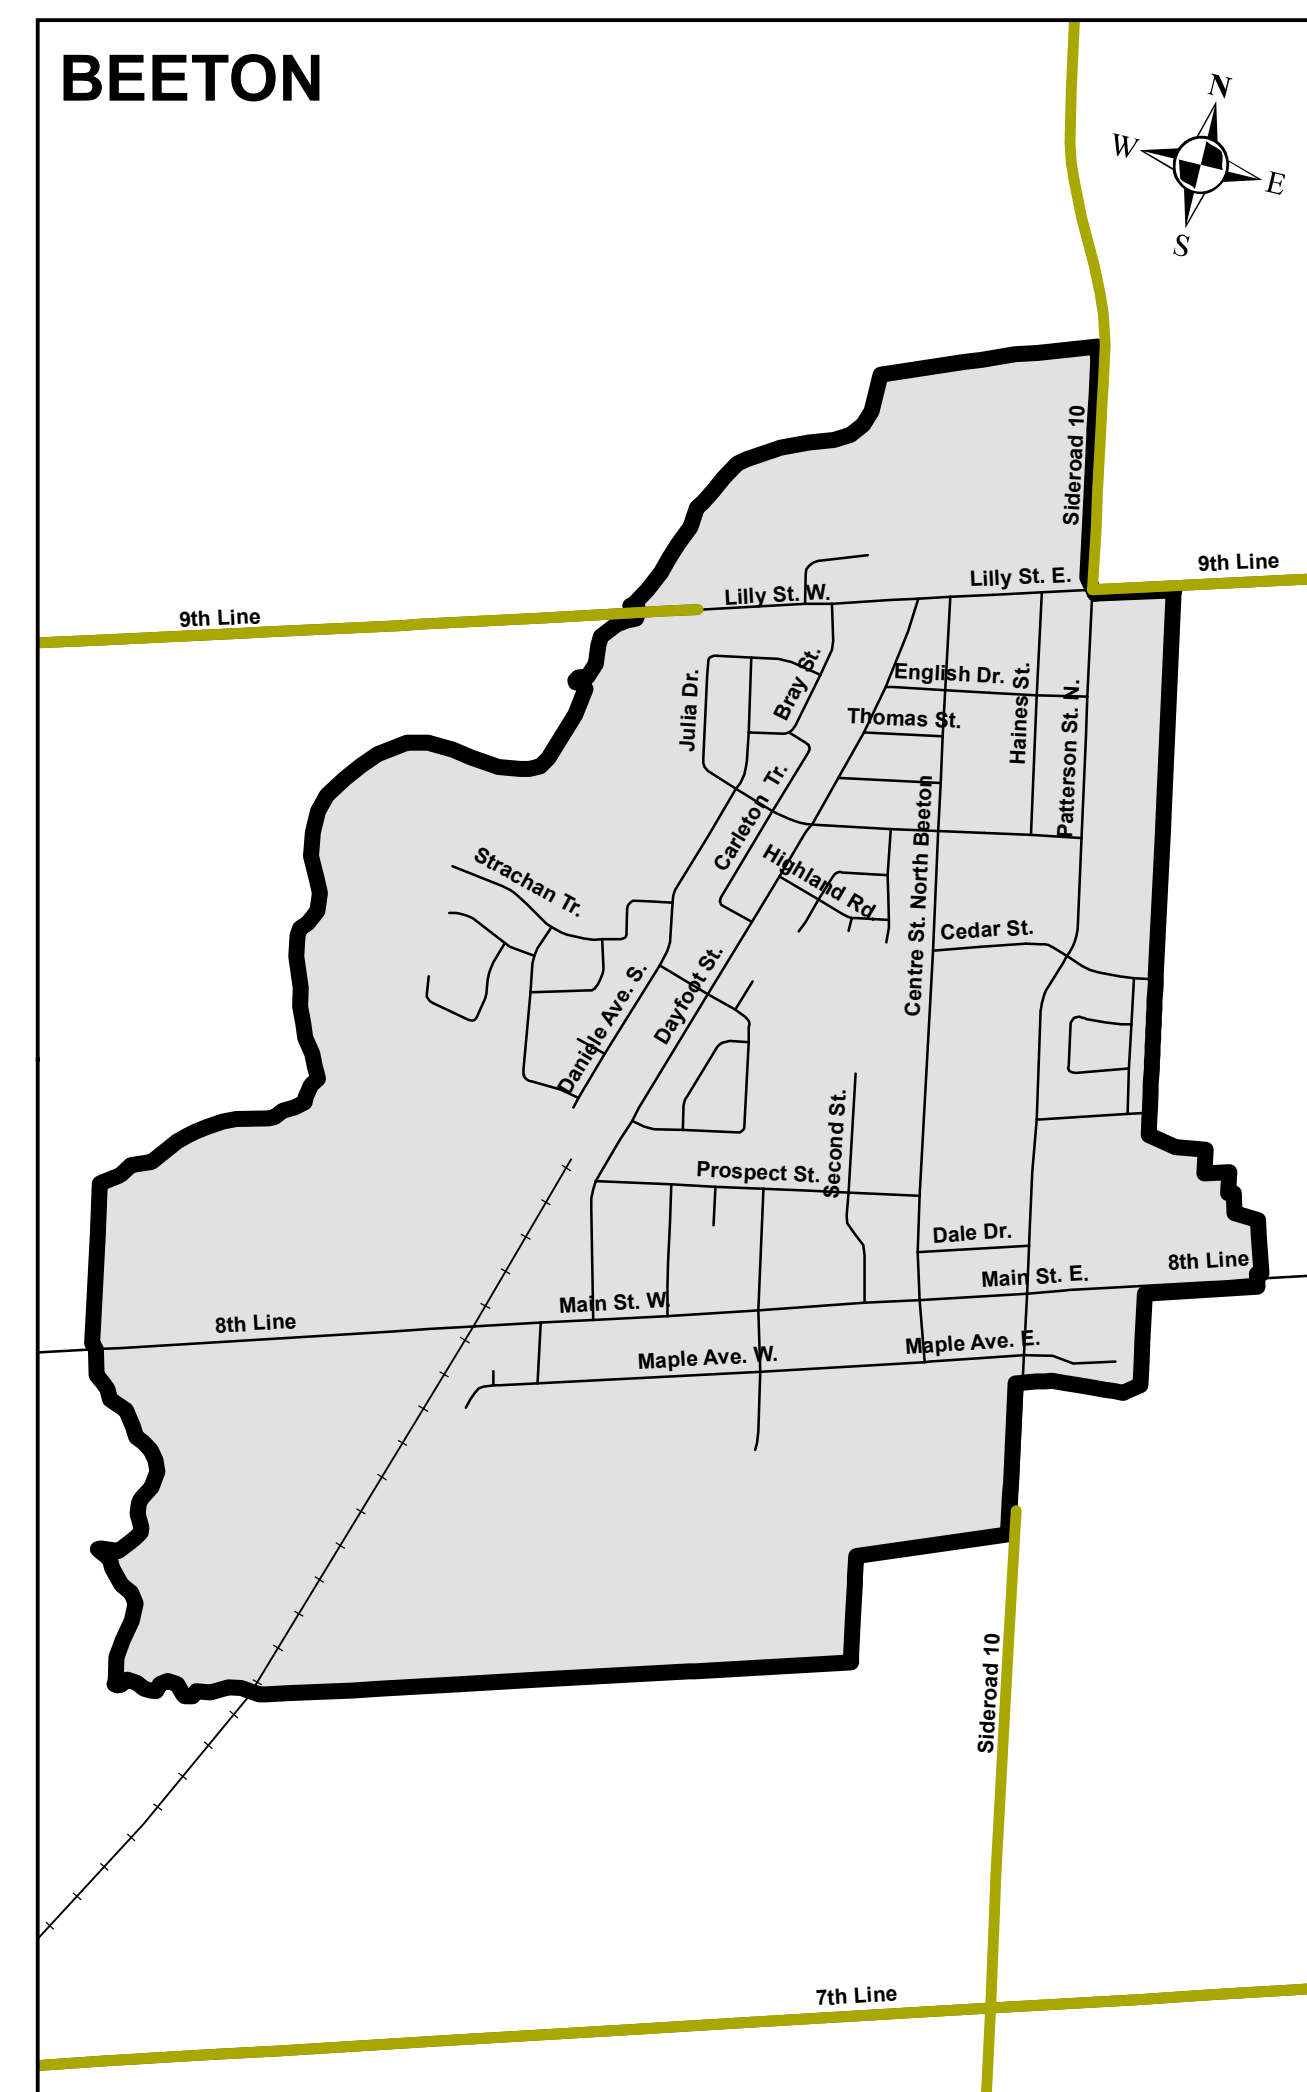 BEETON
N
W
E
S
Sideroad 10
9th Line
Lilly St. E.
Lilly St. W.
9th Line
English Dr.
Bray St.
Julia Dr.
Haines St.
Patterson St. N.
Thomas St.
Carleton Tr.
Highland Rd.
Strachan Tr.
Centre St. North Beeton
Cedar St.
Dayfoot St.
Daniele Ave. S.
Second St.
Prospect St.
Dale Dr.
8th Line
Main St. E.
Main St. W.
8th Line
Maple Ave. E.
Maple Ave. W.
Sideroad 10
7th Line